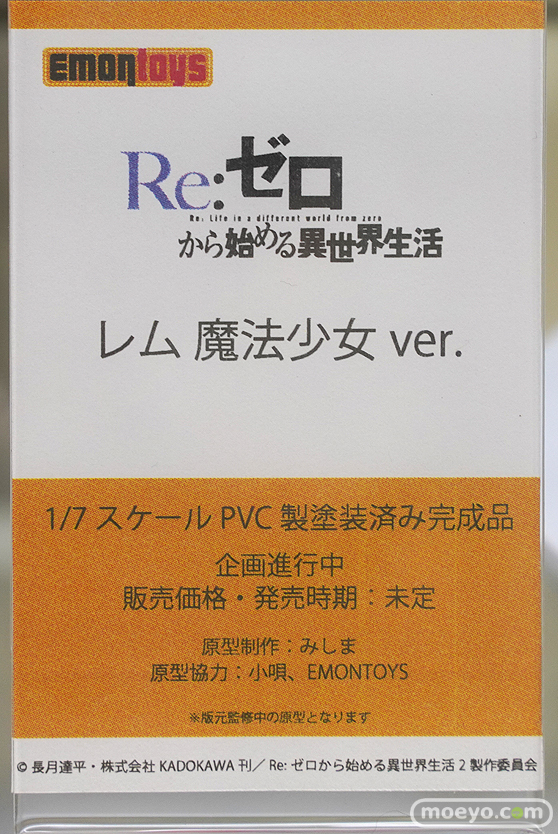 EMONTOYS
Re:ゼロ
Re: Life in a different world from zero
から始める異世界生活
レム 魔法少女 ver.
1/7 スケール PVC 製塗装済み完成品
企画進行中
販売価格・発売時期：未定
原型制作：みしま
原型協力：小唄、EMONTOYS
※版元監修中の原型となります
© 長月達平・株式会社 KADOKAWA 刊／ Re: ゼロから始める異世界生活 2 製作委員会
moeyo.com